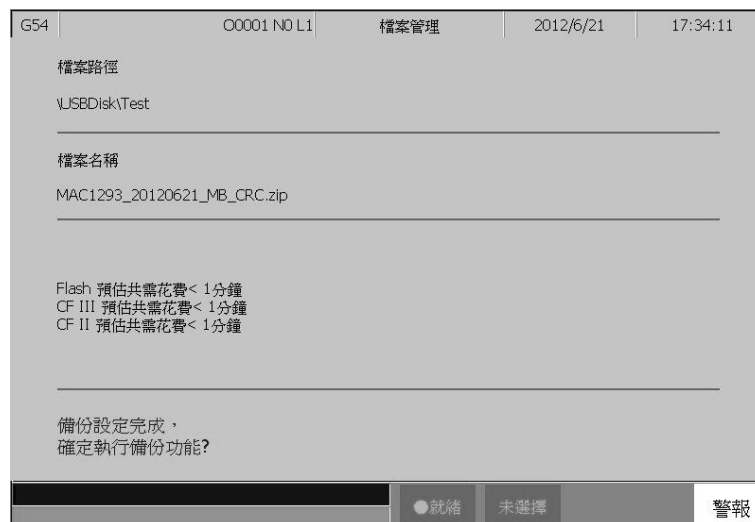 G54 O0001 N0 L1 檔案管理 2012/6/21 17:34:11
檔案路徑
\USBDisk\Test
檔案名稱
MAC1293_20120621_MB_CRC.zip
Flash 預估共需花費< 1分鐘
CF III 預估共需花費< 1分鐘
CF II 預估共需花費< 1分鐘
備份設定完成，
確定執行備份功能?
●就緒 未選擇 警報